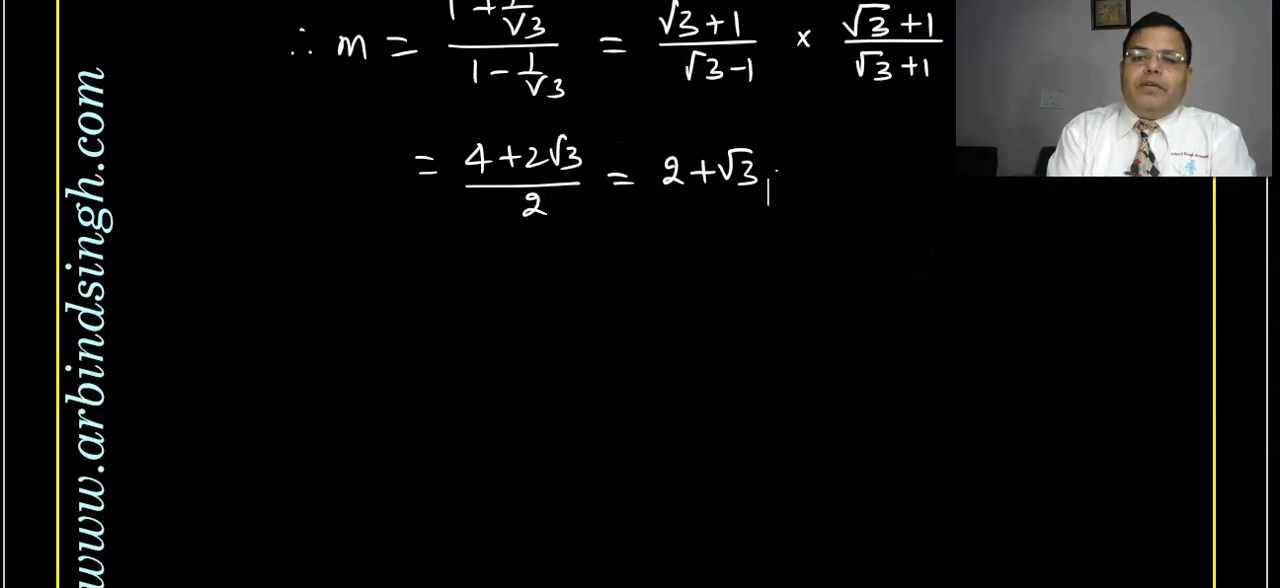 ∴ m = (1 + 1/√3)/(1 - 1/√3) = (√3+1)/(√3-1) × (√3+1)/(√3+1)
= (4+2√3)/2 = 2+√3
www.arbindsingh.com